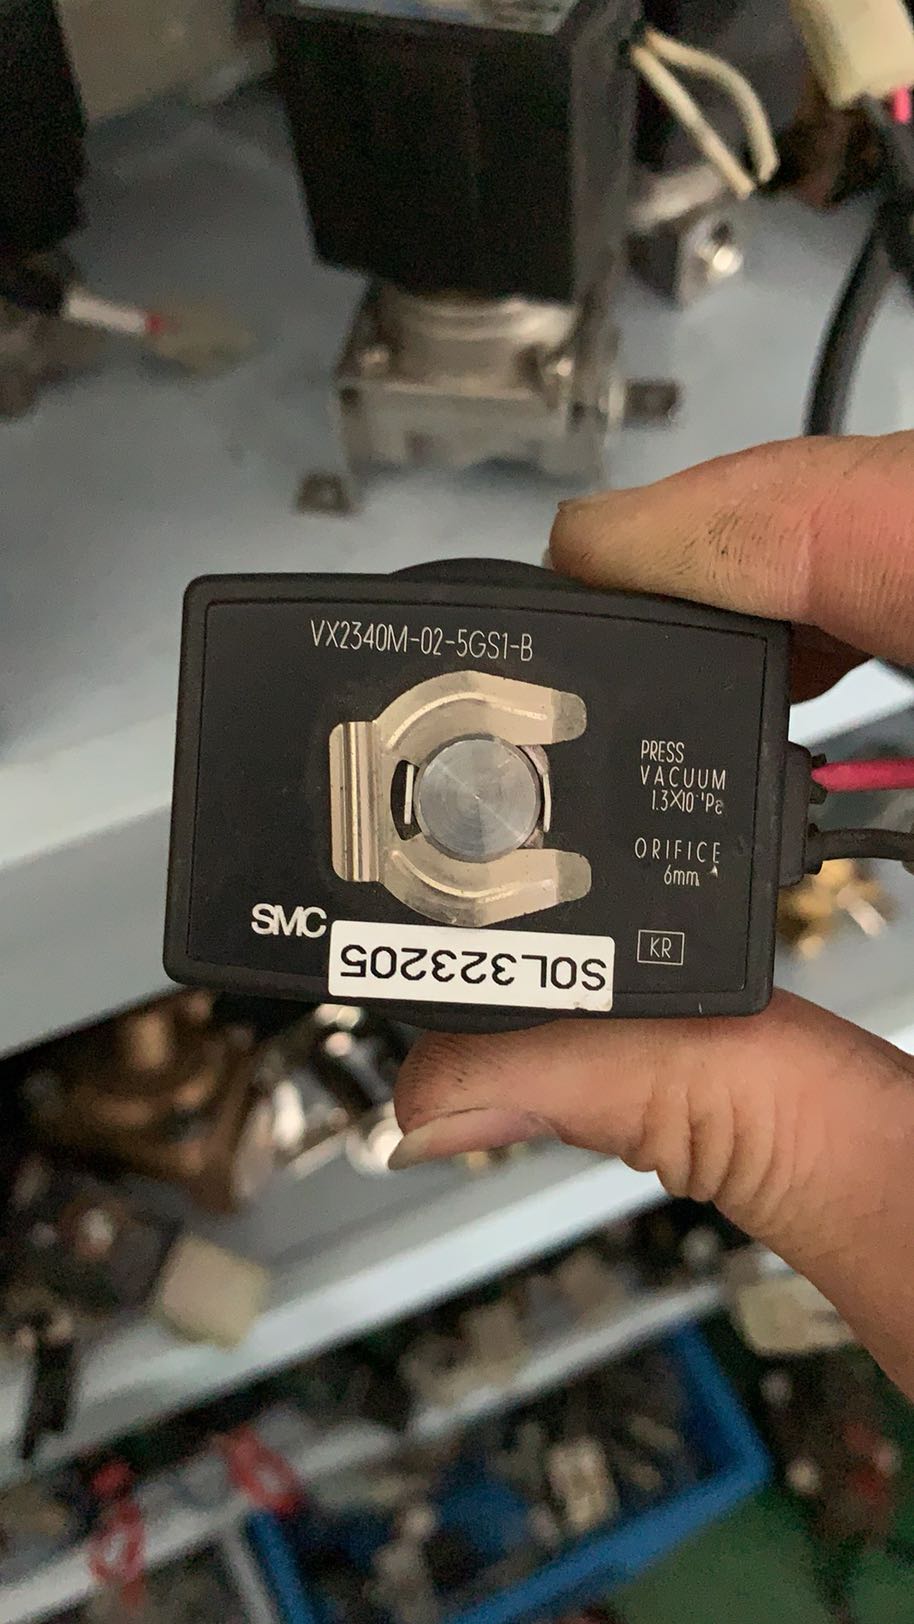 VX2340M-02-5GS1-B
PRESS
VACUUM
1.3X10⁻¹Pa
ORIFICE
6mm
SMC
SOL323205
KR